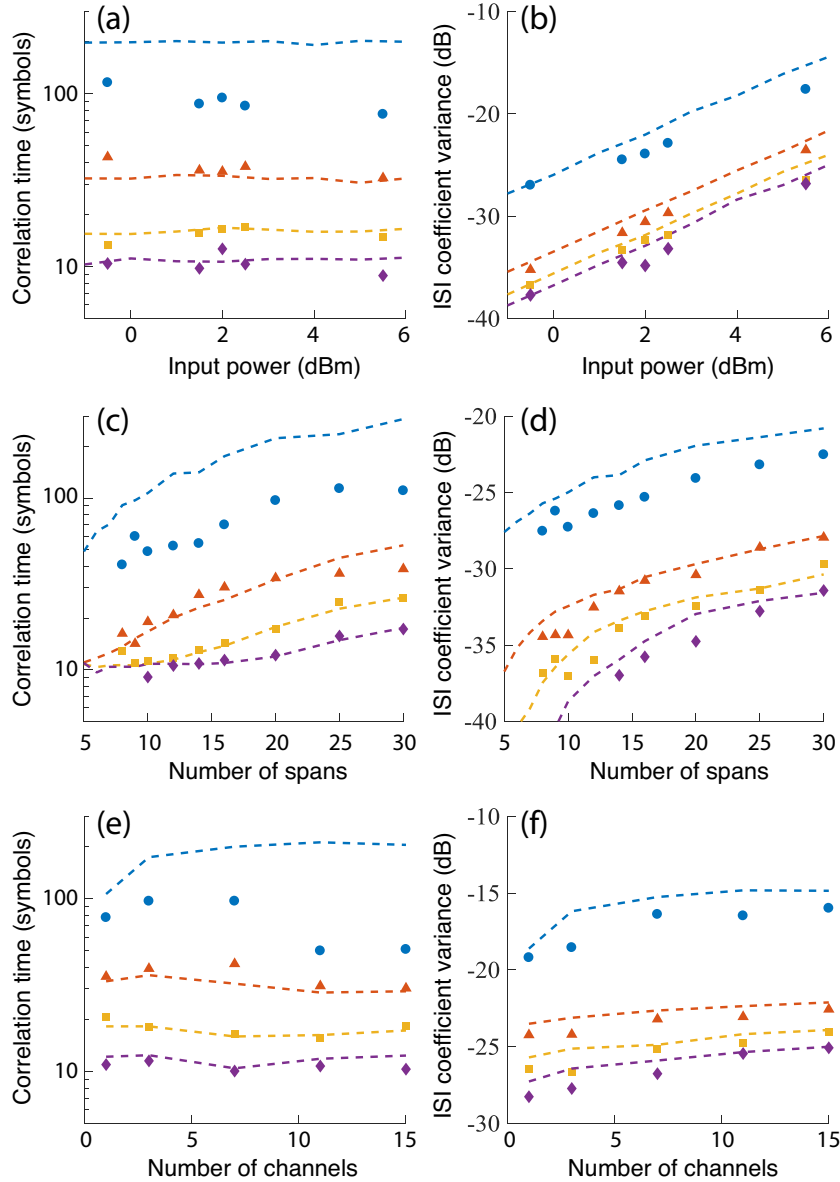 (a)
Correlation time (symbols)
100
10
0
2
4
6
Input power (dBm)
(b)
ISI coefficient variance (dB)
-10
-20
-30
-40
0
2
4
6
Input power (dBm)
(c)
Correlation time (symbols)
100
10
5
10
15
20
25
30
Number of spans
(d)
ISI coefficient variance (dB)
-20
-25
-30
-35
-40
5
10
15
20
25
30
Number of spans
(e)
Correlation time (symbols)
100
10
0
5
10
15
Number of channels
(f)
ISI coefficient variance (dB)
-10
-15
-20
-25
-30
0
5
10
15
Number of channels